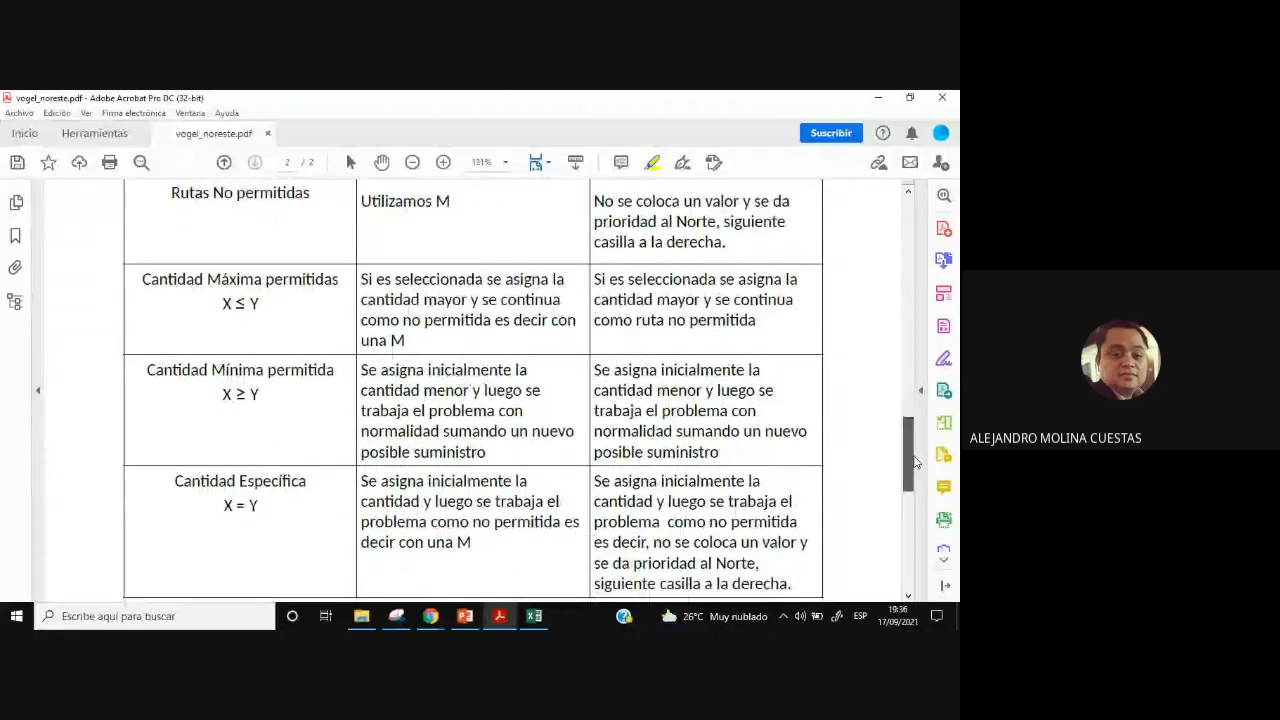 vogel_noreste.pdf - Adobe Acrobat Pro DC (32-bit)
Archivo Edición Ver Firma electrónica Ventana Ayuda
Inicio Herramientas vogel_noreste.pdf × Suscribir
2 / 2 131%
Rutas No permitidas
Utilizamos M
No se coloca un valor y se da
prioridad al Norte, siguiente
casilla a la derecha.
Cantidad Máxima permitidas
X ≤ Y
Si es seleccionada se asigna la
cantidad mayor y se continua
como no permitida es decir con
una M
Si es seleccionada se asigna la
cantidad mayor y se continua
como ruta no permitida
Cantidad Mínima permitida
X ≥ Y
Se asigna inicialmente la
cantidad menor y luego se
trabaja el problema con
normalidad sumando un nuevo
posible suministro
Se asigna inicialmente la
cantidad menor y luego se
trabaja el problema con
normalidad sumando un nuevo
posible suministro
Cantidad Específica
X = Y
Se asigna inicialmente la
cantidad y luego se trabaja el
problema como no permitida es
decir con una M
Se asigna inicialmente la
cantidad y luego se trabaja el
problema como no permitida
es decir, no se coloca un valor y
se da prioridad al Norte,
siguiente casilla a la derecha.
ALEJANDRO MOLINA CUESTAS
Escribe aquí para buscar
26°C Muy nublado
ESP
19:36
17/09/2021